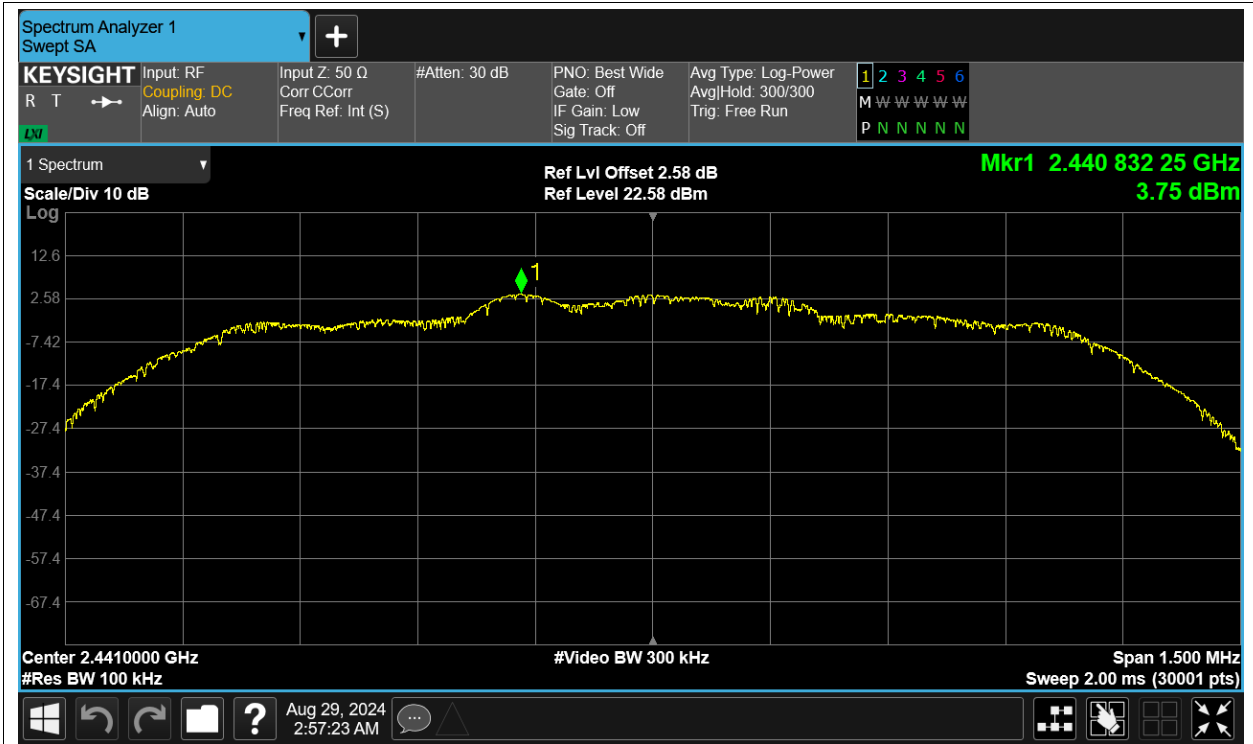 Spectrum Analyzer 1
Swept SA
+
KEYSIGHT
R T
LXI
Input: RF
Coupling: DC
Align: Auto
Input Z: 50 Ω
Corr CCorr
Freq Ref: Int (S)
#Atten: 30 dB
PNO: Best Wide
Gate: Off
IF Gain: Low
Sig Track: Off
Avg Type: Log-Power
Avg|Hold: 300/300
Trig: Free Run
1 2 3 4 5 6
M W W W W W
P N N N N N
1 Spectrum
Scale/Div 10 dB
Log
Ref Lvl Offset 2.58 dB
Ref Level 22.58 dBm
Mkr1 2.440 832 25 GHz
3.75 dBm
12.6
2.58
-7.42
-17.4
-27.4
-37.4
-47.4
-57.4
-67.4
1
Center 2.4410000 GHz
#Res BW 100 kHz
#Video BW 300 kHz
Span 1.500 MHz
Sweep 2.00 ms (30001 pts)
?
Aug 29, 2024
2:57:23 AM